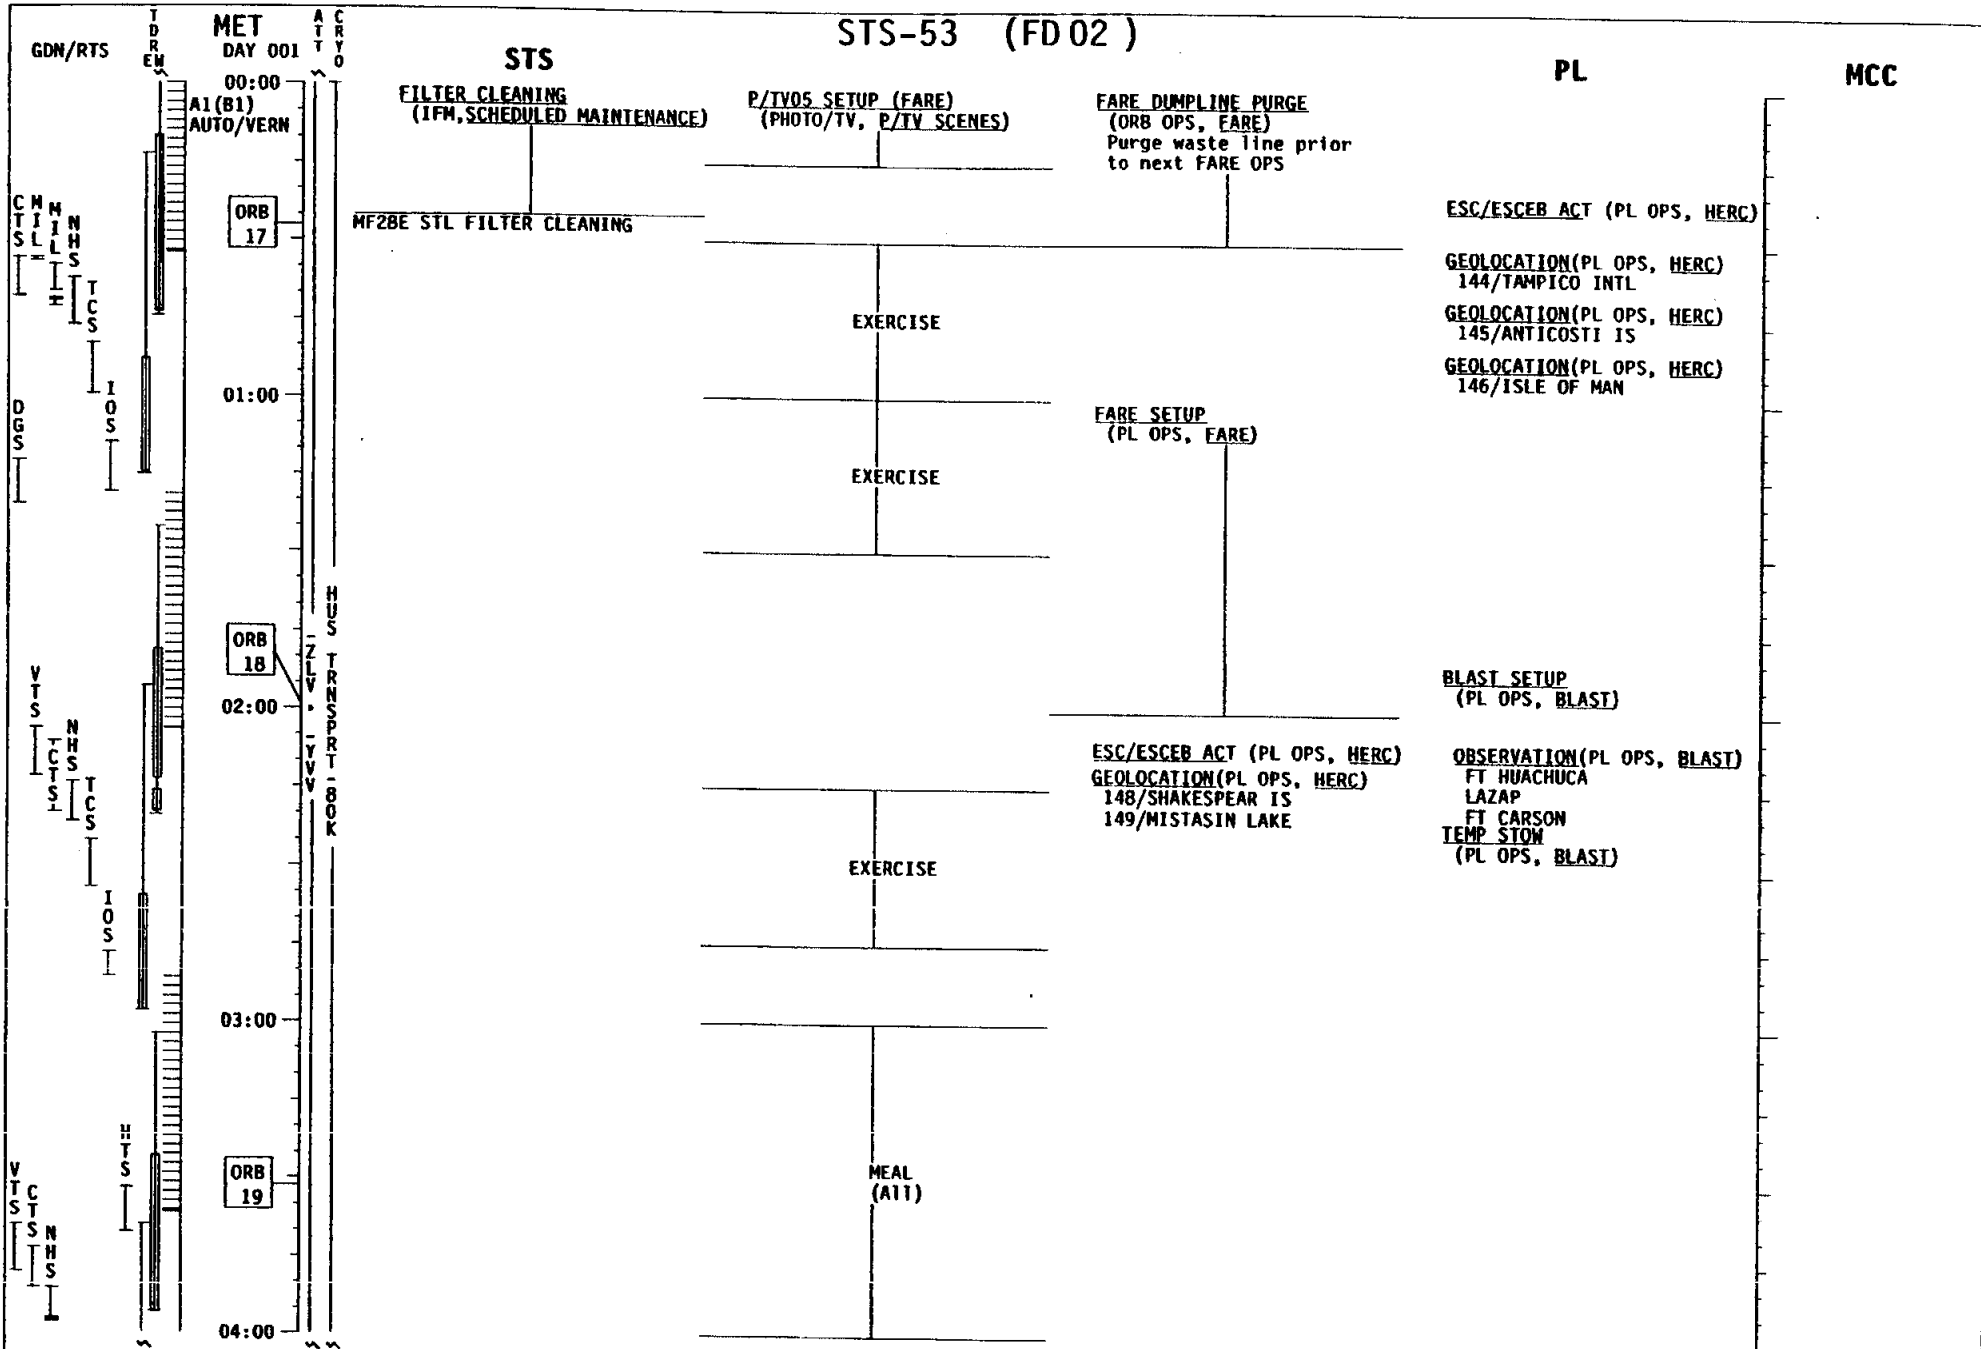 STS-53 (FD 02 )
GDN/RTS
TDRE W
MET
DAY 001
ATT
CRYO
STS
PL
MCC
00:00
A1(B1)
AUTO/VERN
FILTER CLEANING
(IFM,SCHEDULED MAINTENANCE)
P/TV05 SETUP (FARE)
(PHOTO/TV, P/TV SCENES)
FARE DUMPLINE PURGE
(ORB OPS, FARE)
Purge waste line prior
to next FARE OPS
CTS
MIL
MIL
NHS
TCS
IOS
DGS
ORB
17
MF28E STL FILTER CLEANING
ESC/ESCEB ACT (PL OPS, HERC)
GEOLOCATION(PL OPS, HERC)
144/TAMPICO INTL
EXERCISE
GEOLOCATION(PL OPS, HERC)
145/ANTICOSTI IS
GEOLOCATION(PL OPS, HERC)
146/ISLE OF MAN
01:00
FARE SETUP
(PL OPS, FARE)
EXERCISE
HUS TRNSPRT-80K
-ZLV, -YVV
ORB
18
02:00
VTS
TCTS
NHS
TCS
IOS
BLAST SETUP
(PL OPS, BLAST)
ESC/ESCEB ACT (PL OPS, HERC)
GEOLOCATION(PL OPS, HERC)
148/SHAKESPEAR IS
149/MISTASIN LAKE
OBSERVATION(PL OPS, BLAST)
FT HUACHUCA
LAZAP
FT CARSON
TEMP STOW
(PL OPS, BLAST)
EXERCISE
03:00
HTS
VTS
CTS
NHS
ORB
19
MEAL
(All)
04:00